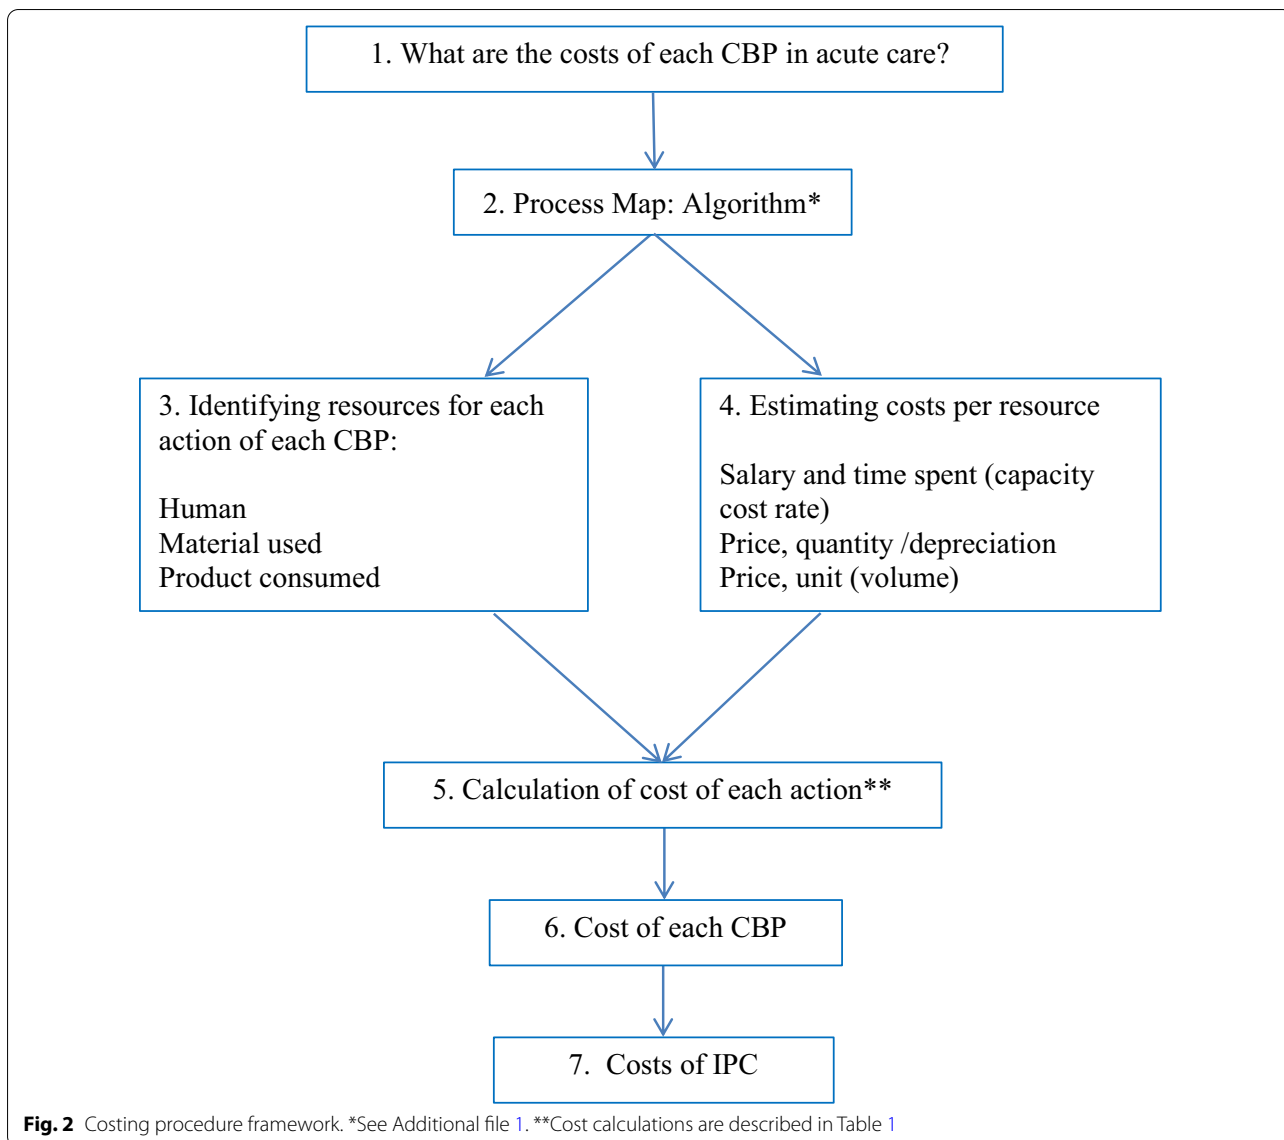 1. What are the costs of each CBP in acute care?
2. Process Map: Algorithm*
3. Identifying resources for each
action of each CBP:
Human
Material used
Product consumed
4. Estimating costs per resource
Salary and time spent (capacity
cost rate)
Price, quantity /depreciation
Price, unit (volume)
5. Calculation of cost of each action**
6. Cost of each CBP
7. Costs of IPC
Fig. 2 Costing procedure framework. *See Additional file 1. **Cost calculations are described in Table 1